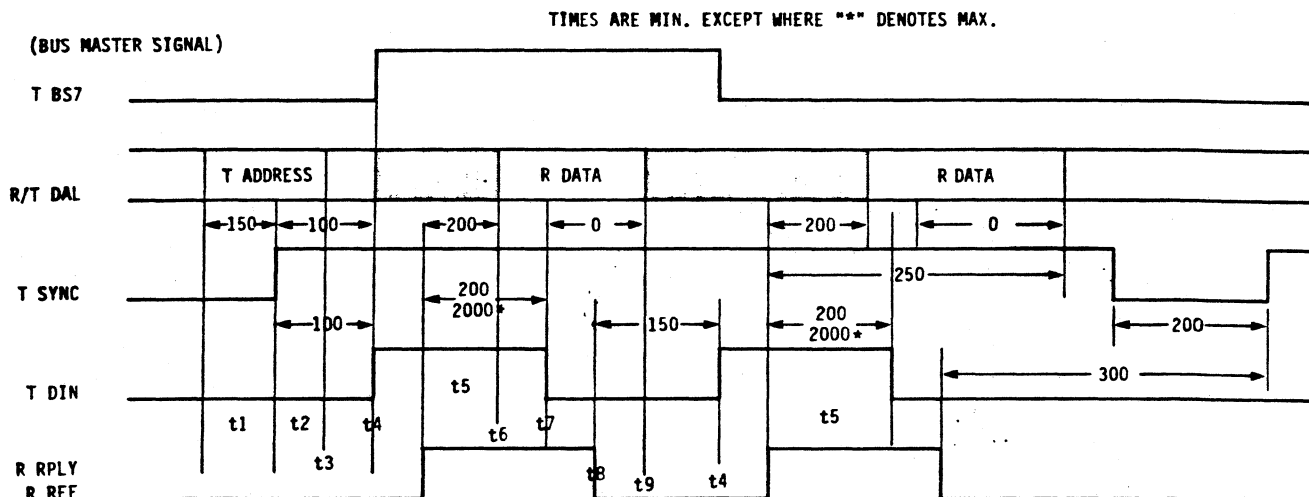 TIMES ARE MIN. EXCEPT WHERE "*" DENOTES MAX.
(BUS MASTER SIGNAL)
T BS7
R/T DAL
T ADDRESS
R DATA
R DATA
150
100
200
0
200
0
T SYNC
250
100
200
2000*
150
200
2000*
200
T DIN
300
t1
t2
t3
t4
t5
t6
t7
t5
R RPLY
t8
t9
t4
R REF